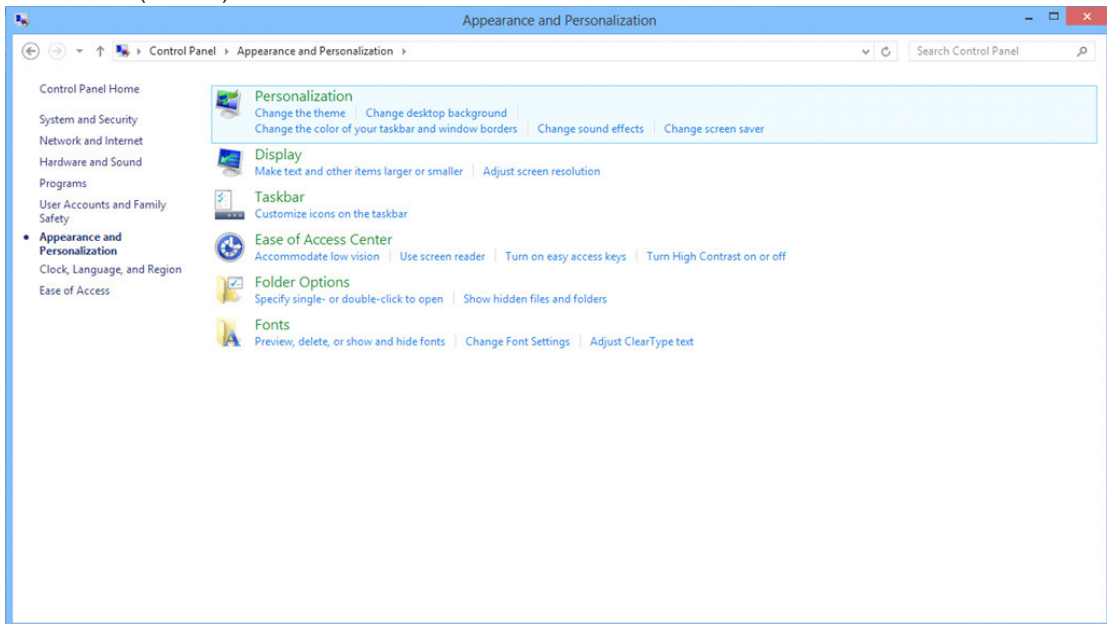 Appearance and Personalization
Control Panel Appearance and Personalization
Search Control Panel
Control Panel Home
System and Security
Network and Internet
Hardware and Sound
Programs
User Accounts and Family
Safety
Appearance and
Personalization
Clock, Language, and Region
Ease of Access
Personalization
Change the theme Change desktop background
Change the color of your taskbar and window borders Change sound effects Change screen saver
Display
Make text and other items larger or smaller Adjust screen resolution
Taskbar
Customize icons on the taskbar
Ease of Access Center
Accommodate low vision Use screen reader Turn on easy access keys Turn High Contrast on or off
Folder Options
Specify single- or double-click to open Show hidden files and folders
Fonts
Preview, delete, or show and hide fonts Change Font Settings Adjust ClearType text